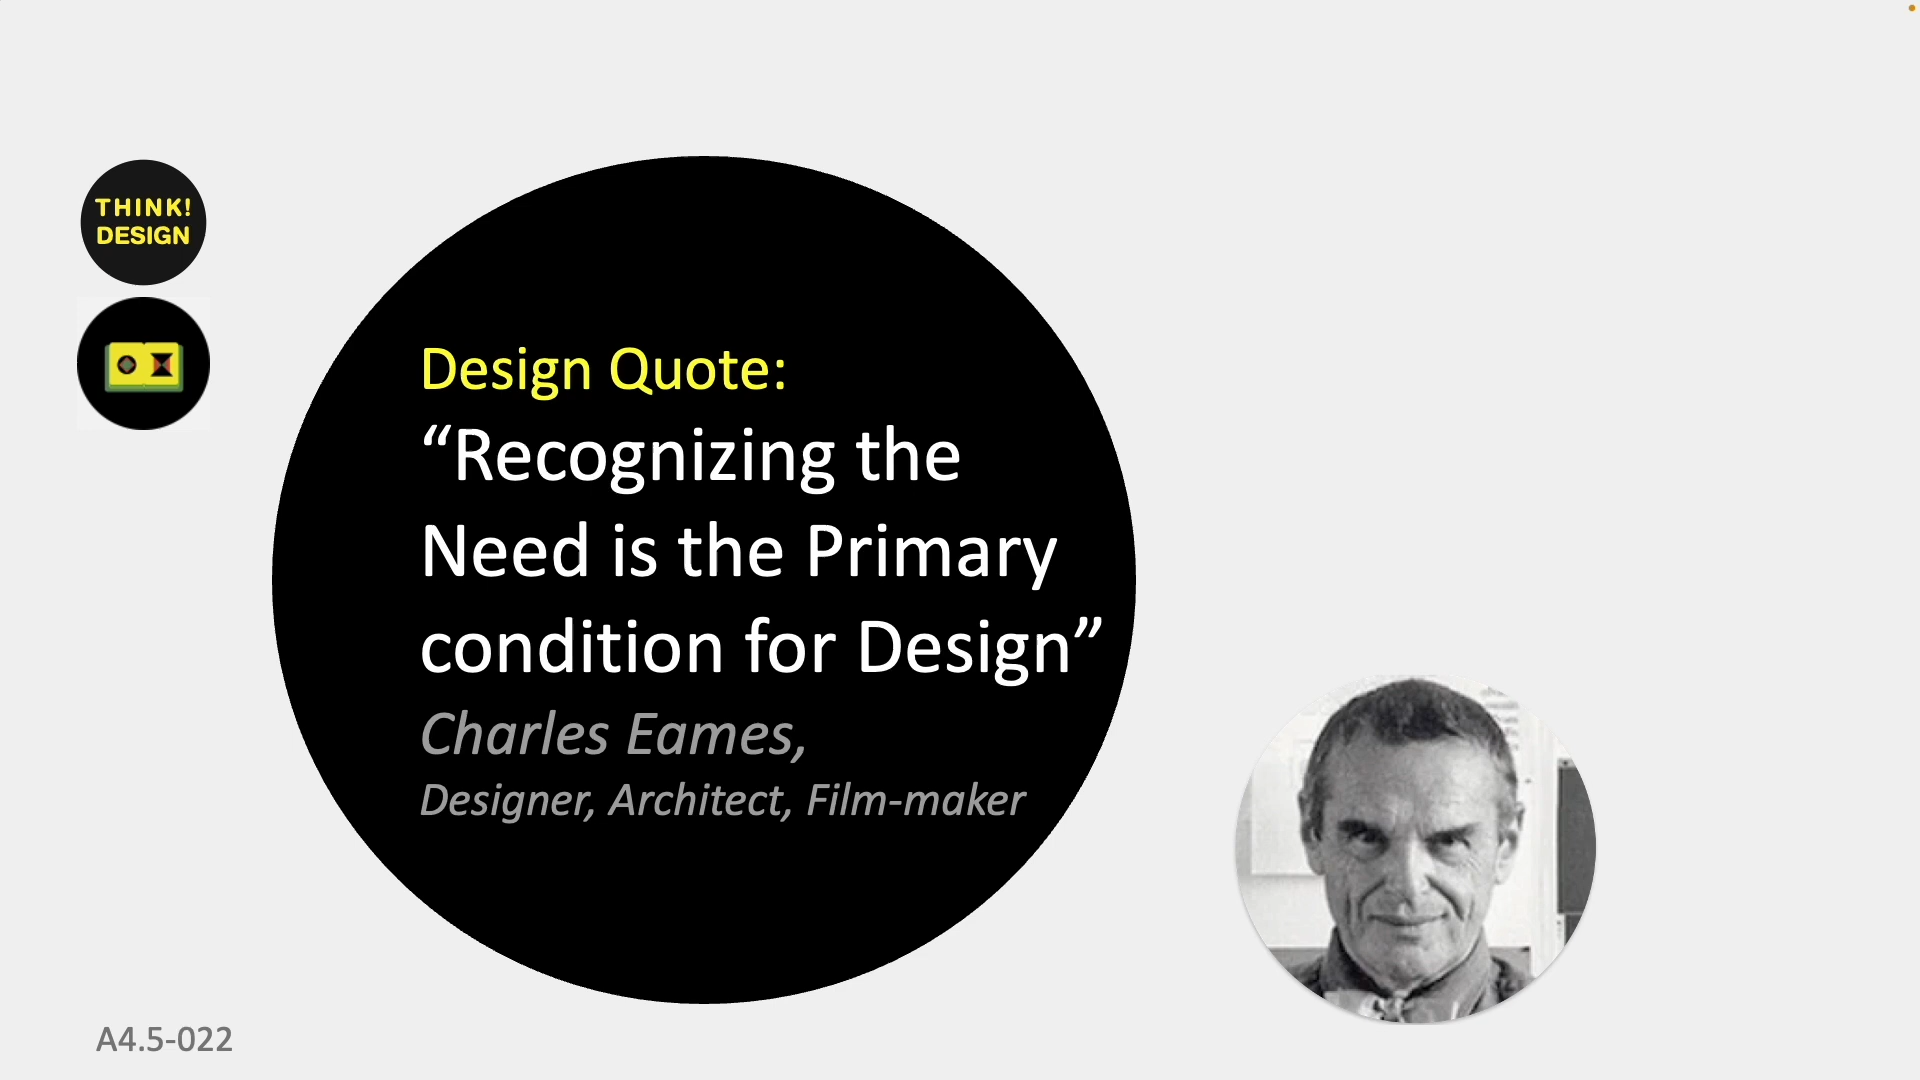 THINK!
DESIGN
Design Quote:
“Recognizing the
Need is the Primary
condition for Design”
Charles Eames,
Designer, Architect, Film-maker
A4.5-022